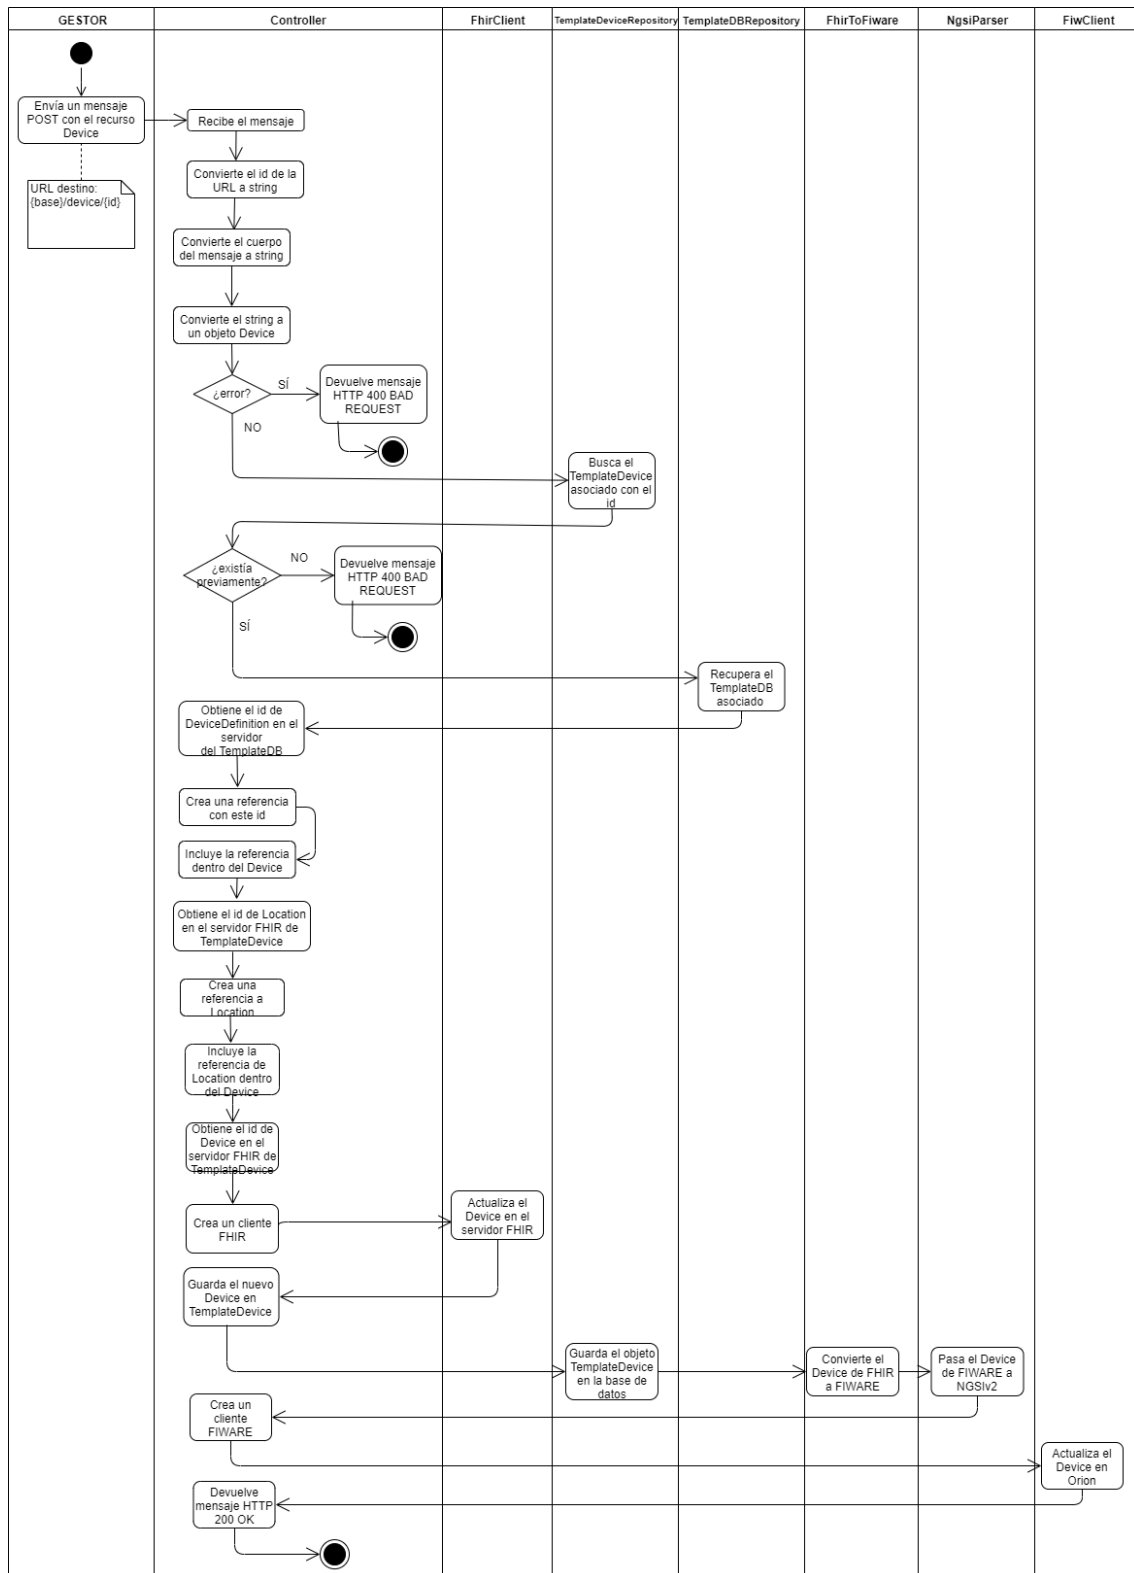 GESTOR
Controller
FhirClient
TemplateDeviceRepository
TemplateDBRepository
FhirToFiware
NgsiParser
FiwClient
Envía un mensaje
POST con el recurso
Device
Recibe el mensaje
URL destino:
{base}/device/{id}
Convierte el id de la
URL a string
Convierte el cuerpo
del mensaje a string
Convierte el string a
un objeto Device
¿error?
SÍ
Devuelve mensaje
HTTP 400 BAD
REQUEST
NO
Busca el
TemplateDevice
asociado con el
id
¿existía
previamente?
NO
Devuelve mensaje
HTTP 400 BAD
REQUEST
SÍ
Recupera el
TemplateDB
asociado
Obtiene el id de
DeviceDefinition en el
servidor
del TemplateDB
Crea una referencia
con este id
Incluye la referencia
dentro del Device
Obtiene el id de Location
en el servidor FHIR de
TemplateDevice
Crea una
referencia a
Location
Incluye la
referencia de
Location dentro
del Device
Obtiene el id de
Device en el
servidor FHIR de
TemplateDevice
Crea un cliente
FHIR
Actualiza el
Device en el
servidor FHIR
Guarda el nuevo
Device en
TemplateDevice
Guarda el objeto
TemplateDevice
en la base de
datos
Convierte el
Device de FHIR
a FIWARE
Pasa el Device
de FIWARE a
NGSIv2
Crea un
cliente
FIWARE
Actualiza el
Device en
Orion
Devuelve
mensaje HTTP
200 OK